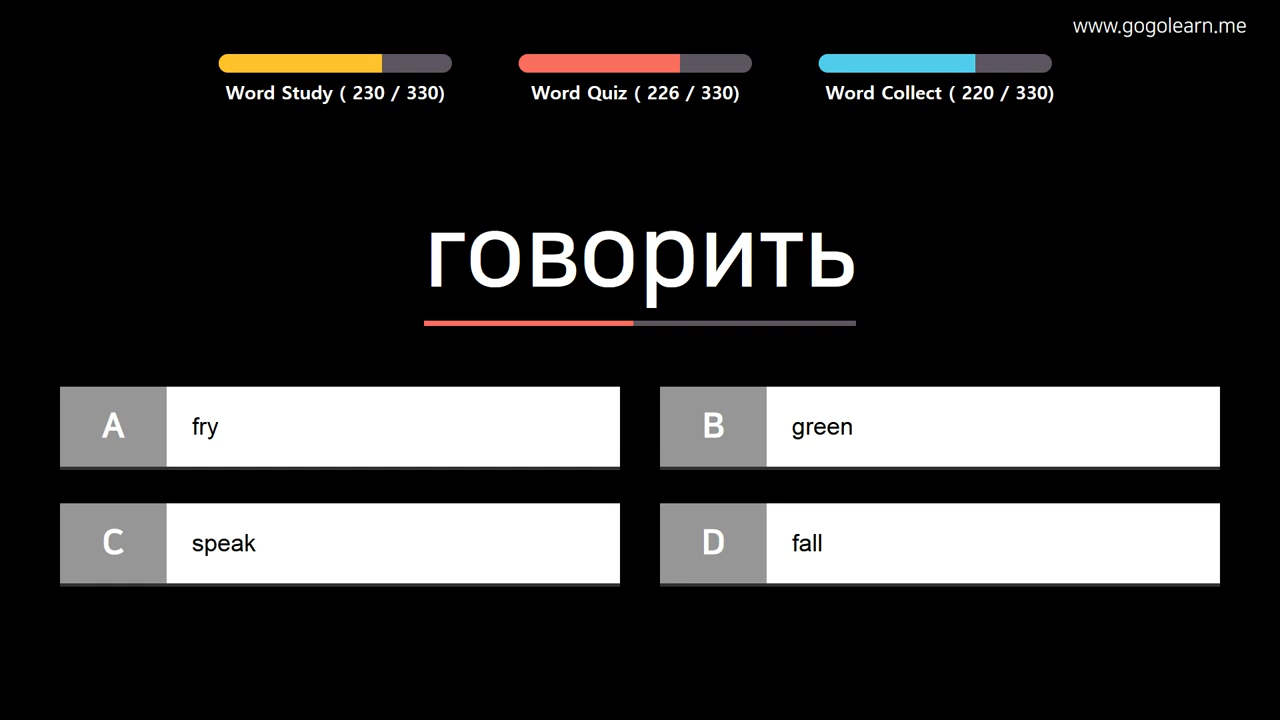 www.gogolearn.me
Word Study ( 230 / 330)
Word Quiz ( 226 / 330)
Word Collect ( 220 / 330)
говорить
A fry
B green
C speak
D fall